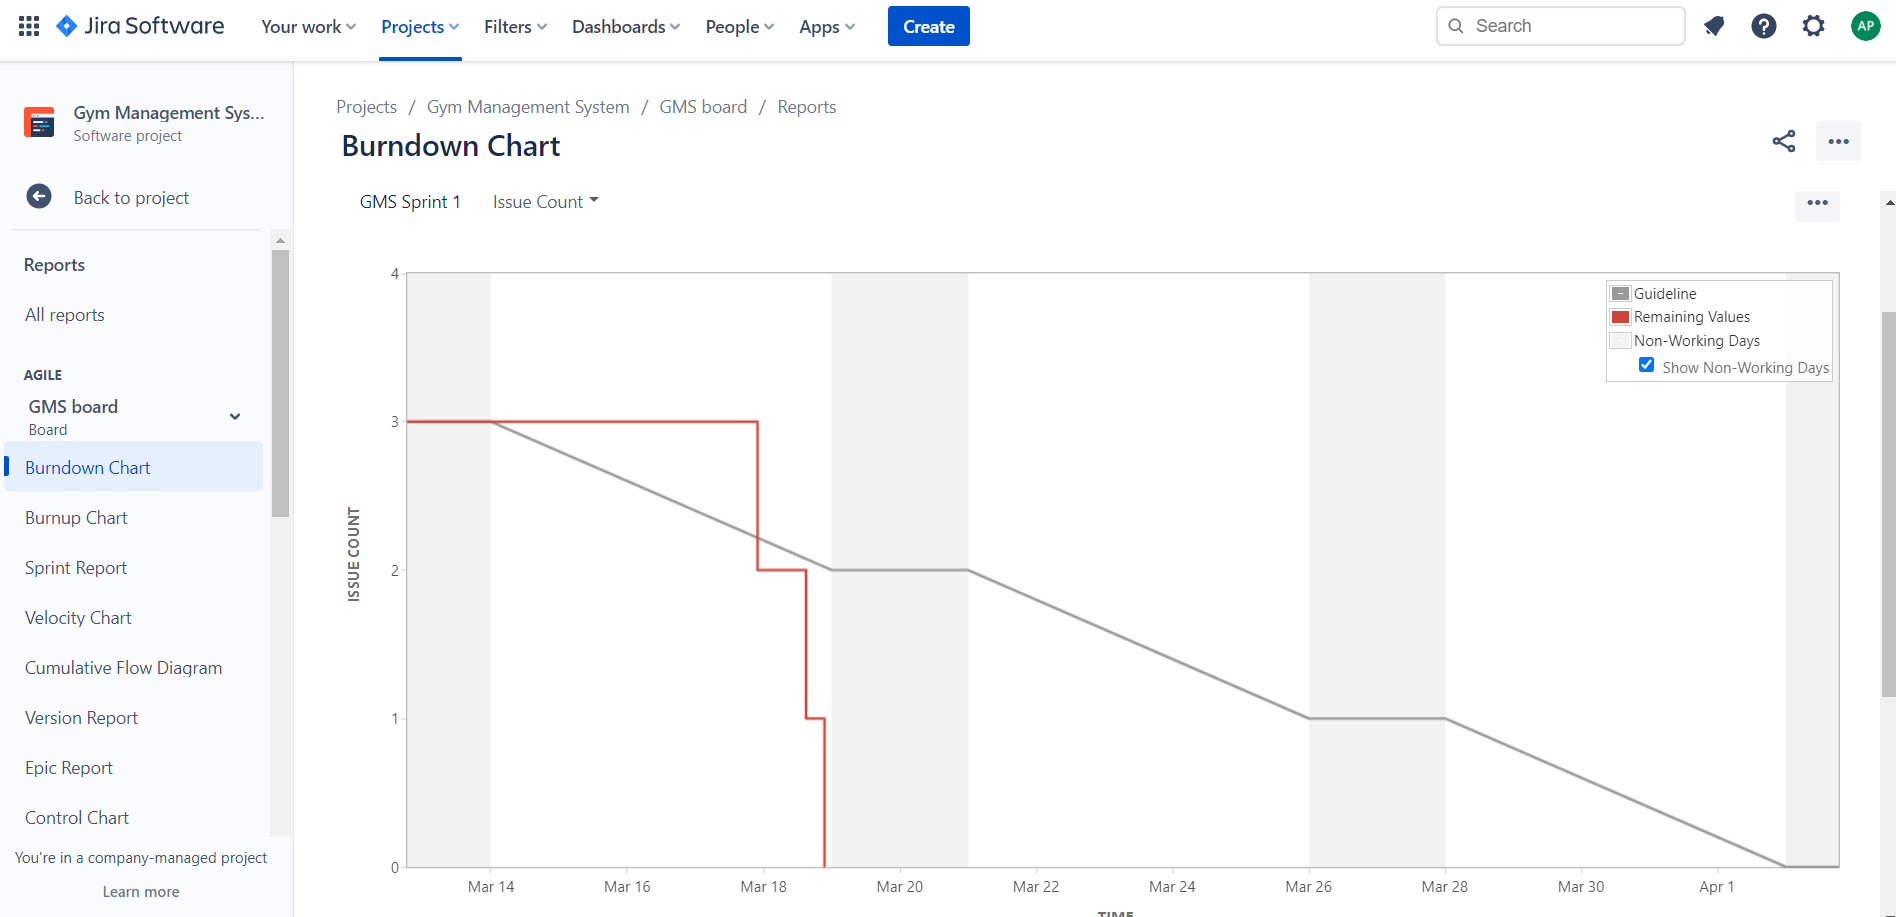 Jira Software Your work Projects Filters Dashboards People Apps Create Search AP
Gym Management Sys...
Software project
Back to project
Reports
All reports
AGILE
GMS board
Board
Burndown Chart
Burnup Chart
Sprint Report
Velocity Chart
Cumulative Flow Diagram
Version Report
Epic Report
Control Chart
You're in a company-managed project
Learn more
Projects / Gym Management System / GMS board / Reports
Burndown Chart
GMS Sprint 1 Issue Count
Guideline
Remaining Values
Non-Working Days
Show Non-Working Days
ISSUE COUNT
4
3
2
1
0
Mar 14 Mar 16 Mar 18 Mar 20 Mar 22 Mar 24 Mar 26 Mar 28 Mar 30 Apr 1
TIME